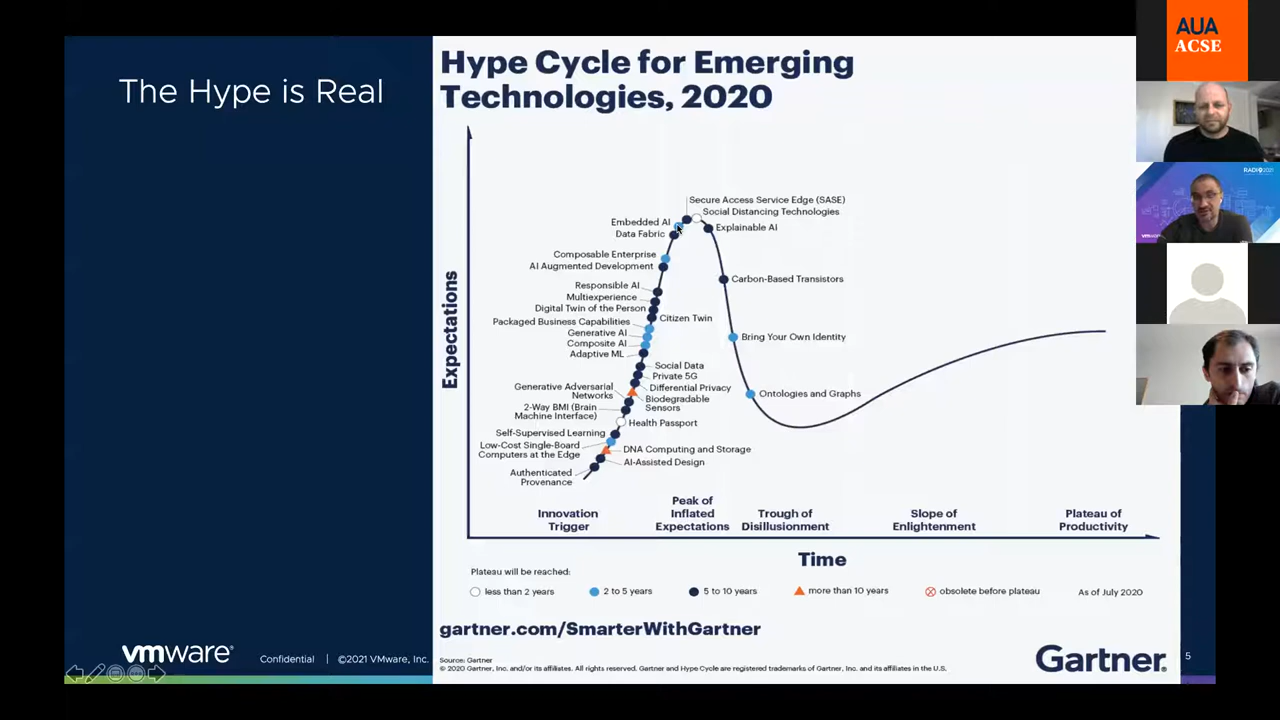 The Hype is Real
Hype Cycle for Emerging
Technologies, 2020
Expectations
Secure Access Service Edge (SASE)
Social Distancing Technologies
Embedded AI
Data Fabric
Explainable AI
Composable Enterprise
AI Augmented Development
Carbon-Based Transistors
Responsible AI
Multiexperience
Digital Twin of the Person
Citizen Twin
Packaged Business Capabilities
Generative AI
Composite AI
Adaptive ML
Bring Your Own Identity
Social Data
Private 5G
Differential Privacy
Generative Adversarial
Networks
Biodegradable
Sensors
Ontologies and Graphs
2-Way BMI (Brain
Machine Interface)
Health Passport
Self-Supervised Learning
Low-Cost Single-Board
Computers at the Edge
DNA Computing and Storage
AI-Assisted Design
Authenticated
Provenance
Innovation
Trigger
Peak of
Inflated
Expectations
Trough of
Disillusionment
Slope of
Enlightenment
Plateau of
Productivity
Time
Plateau will be reached:
less than 2 years
2 to 5 years
5 to 10 years
more than 10 years
obsolete before plateau
As of July 2020
gartner.com/SmarterWithGartner
Source: Gartner
© 2020 Gartner, Inc. and/or its affiliates. All rights reserved. Gartner and Hype Cycle are registered trademarks of Gartner, Inc. and its affiliates in the U.S.
Gartner®
5
vmware®
Confidential | ©2021 VMware, Inc.
AUA
ACSE
RADIO2021